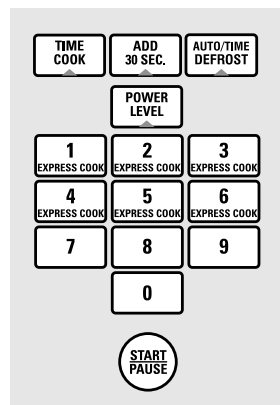 TIME ADD AUTO/TIME
COOK 30 SEC. DEFROST
POWER
LEVEL
1 2 3
EXPRESS COOK EXPRESS COOK EXPRESS COOK
4 5 6
EXPRESS COOK EXPRESS COOK EXPRESS COOK
7 8 9
0
START
PAUSE